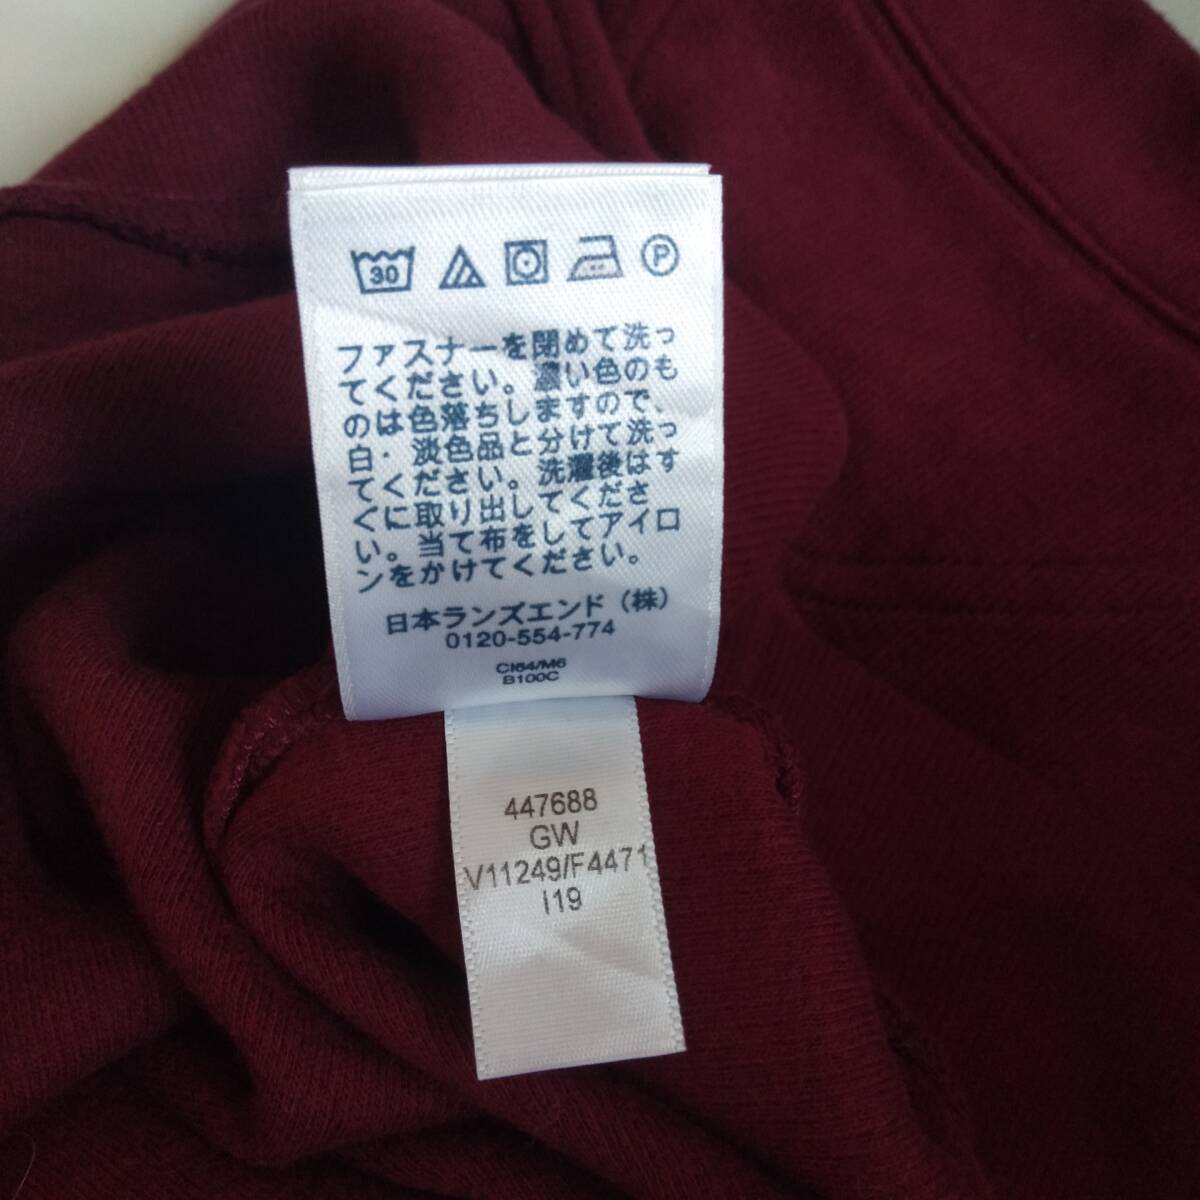 30
P
ファスナーを閉めて洗っ
てください。濃い色のも
のは色落ちしますので、
白・淡色品と分けて洗っ
てください。洗濯後はす
ぐに取り出してくださ
い。当て布をしてアイロ
ンをかけてください。
日本ランズエンド（株）
0120-554-774
CI64/M6
B100C
447688
GW
V11249/F4471
I19